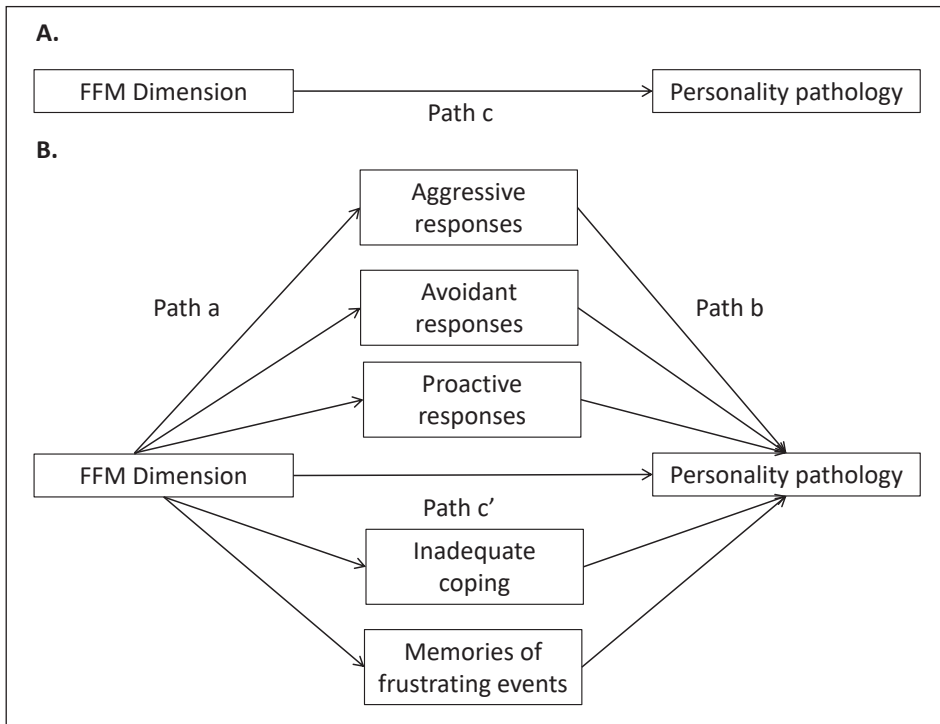 A.
FFM Dimension
Personality pathology
Path c
B.
Aggressive
responses
Path a
Avoidant
responses
Path b
Proactive
responses
FFM Dimension
Personality pathology
Path c’
Inadequate
coping
Memories of
frustrating events